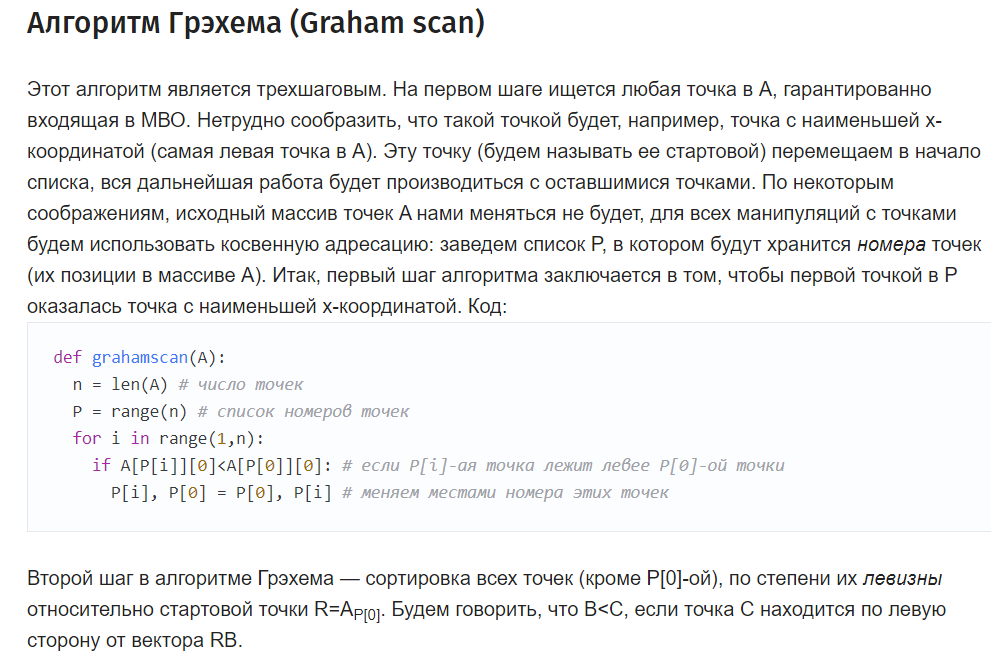 Алгоритм Грэхема (Graham scan)
Этот алгоритм является трехшаговым. На первом шаге ищется любая точка в A, гарантированно
входящая в МВО. Нетрудно сообразить, что такой точкой будет, например, точка с наименьшей x-
координатой (самая левая точка в A). Эту точку (будем называть ее стартовой) перемещаем в начало
списка, вся дальнейшая работа будет производиться с оставшимися точками. По некоторым
соображениям, исходный массив точек A нами меняться не будет, для всех манипуляций с точками
будем использовать косвенную адресацию: заведем список P, в котором будут хранится номера точек
(их позиции в массиве A). Итак, первый шаг алгоритма заключается в том, чтобы первой точкой в P
оказалась точка с наименьшей x-координатой. Код:
def grahamscan(A):
  n = len(A) # число точек
  P = range(n) # список номеров точек
  for i in range(1,n):
    if A[P[i]][0]<A[P[0]][0]: # если P[i]-ая точка лежит левее P[0]-ой точки
      P[i], P[0] = P[0], P[i] # меняем местами номера этих точек
Второй шаг в алгоритме Грэхема — сортировка всех точек (кроме P[0]-ой), по степени их левизны
относительно стартовой точки R=AP[0]. Будем говорить, что B<C, если точка С находится по левую
сторону от вектора RB.